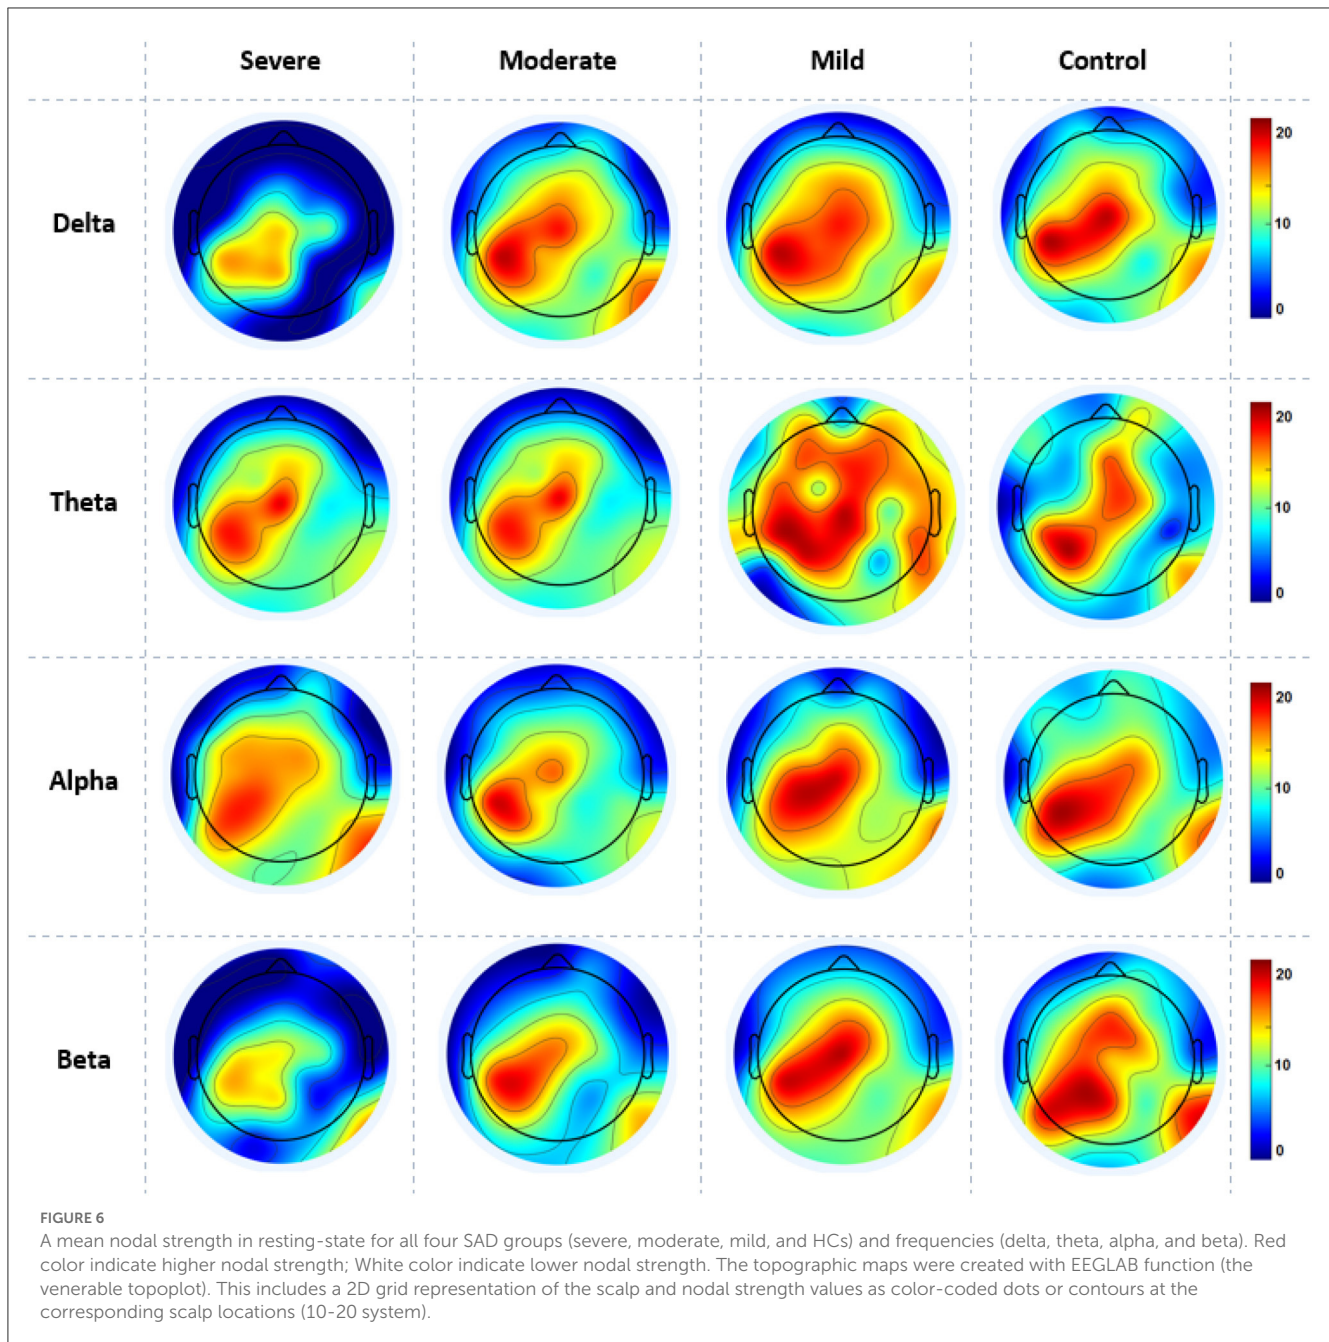 Severe Moderate Mild Control
Delta
20
10
0
Theta
20
10
0
Alpha
20
10
0
Beta
20
10
0
FIGURE 6
A mean nodal strength in resting-state for all four SAD groups (severe, moderate, mild, and HCs) and frequencies (delta, theta, alpha, and beta). Red
color indicate higher nodal strength; White color indicate lower nodal strength. The topographic maps were created with EEGLAB function (the
venerable topoplot). This includes a 2D grid representation of the scalp and nodal strength values as color-coded dots or contours at the
corresponding scalp locations (10-20 system).